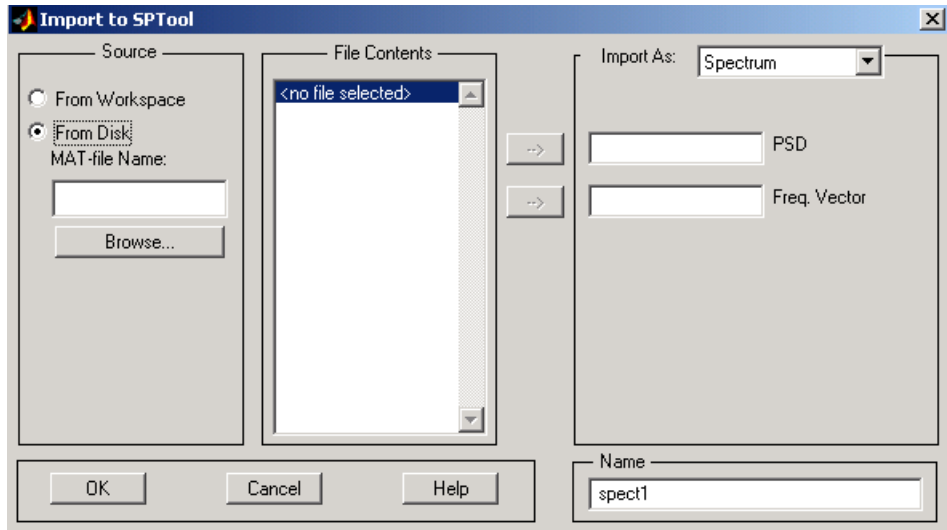 Import to SPTool
Source
From Workspace
From Disk
MAT-file Name:
Browse...
File Contents
<no file selected>
-->
-->
Import As:
Spectrum
PSD
Freq. Vector
OK
Cancel
Help
Name
spect1